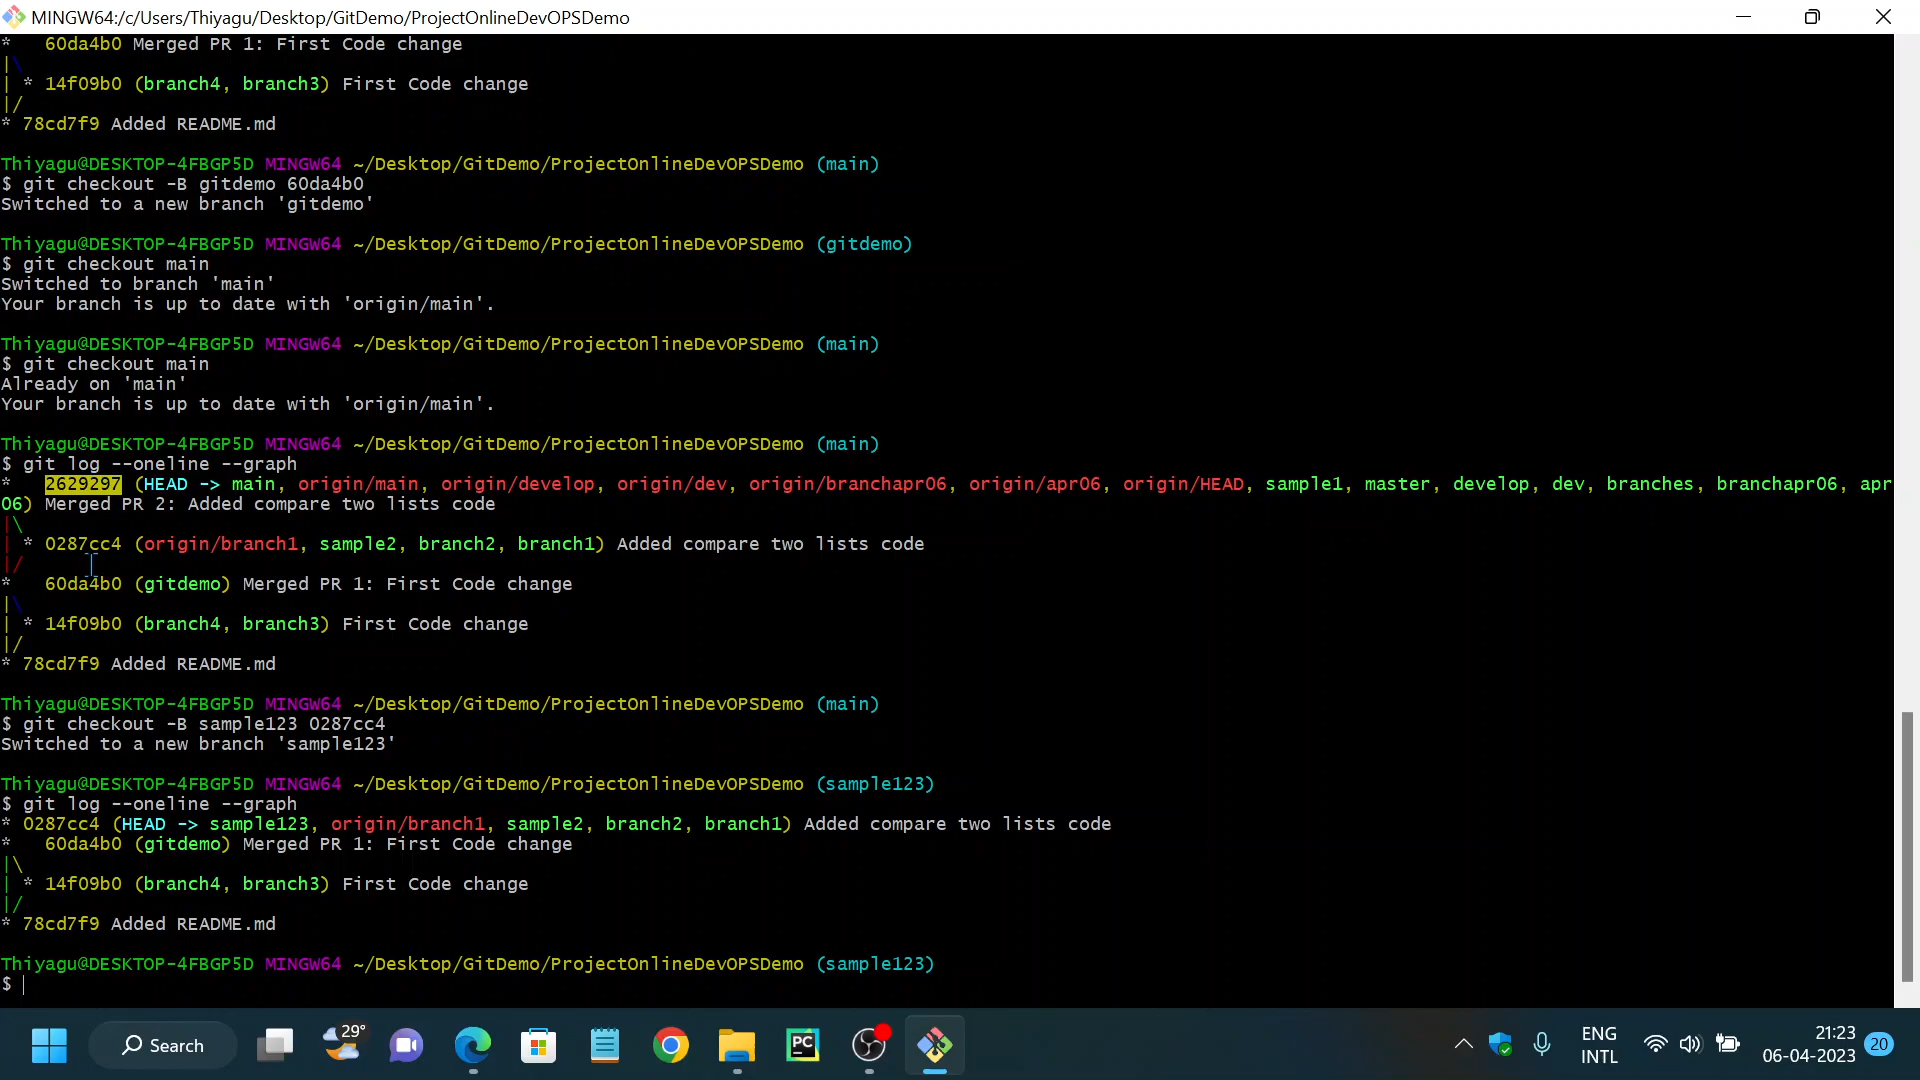 MINGW64:/c/Users/Thiyagu/Desktop/GitDemo/ProjectOnlineDevOPSDemo
*   60da4b0 Merged PR 1: First Code change
|\
| * 14f09b0 (branch4, branch3) First Code change
|/
* 78cd7f9 Added README.md
Thiyagu@DESKTOP-4FBGP5D MINGW64 ~/Desktop/GitDemo/ProjectOnlineDevOPSDemo (main)
$ git checkout -B gitdemo 60da4b0
Switched to a new branch 'gitdemo'
Thiyagu@DESKTOP-4FBGP5D MINGW64 ~/Desktop/GitDemo/ProjectOnlineDevOPSDemo (gitdemo)
$ git checkout main
Switched to branch 'main'
Your branch is up to date with 'origin/main'.
Thiyagu@DESKTOP-4FBGP5D MINGW64 ~/Desktop/GitDemo/ProjectOnlineDevOPSDemo (main)
$ git checkout main
Already on 'main'
Your branch is up to date with 'origin/main'.
Thiyagu@DESKTOP-4FBGP5D MINGW64 ~/Desktop/GitDemo/ProjectOnlineDevOPSDemo (main)
$ git log --oneline --graph
*   2629297 (HEAD -> main, origin/main, origin/develop, origin/dev, origin/branchapr06, origin/apr06, origin/HEAD, sample1, master, develop, dev, branches, branchapr06, apr
06) Merged PR 2: Added compare two lists code
|\
| * 0287cc4 (origin/branch1, sample2, branch2, branch1) Added compare two lists code
|/
*   60da4b0 (gitdemo) Merged PR 1: First Code change
|\
| * 14f09b0 (branch4, branch3) First Code change
|/
* 78cd7f9 Added README.md
Thiyagu@DESKTOP-4FBGP5D MINGW64 ~/Desktop/GitDemo/ProjectOnlineDevOPSDemo (main)
$ git checkout -B sample123 0287cc4
Switched to a new branch 'sample123'
Thiyagu@DESKTOP-4FBGP5D MINGW64 ~/Desktop/GitDemo/ProjectOnlineDevOPSDemo (sample123)
$ git log --oneline --graph
* 0287cc4 (HEAD -> sample123, origin/branch1, sample2, branch2, branch1) Added compare two lists code
*   60da4b0 (gitdemo) Merged PR 1: First Code change
|\
| * 14f09b0 (branch4, branch3) First Code change
|/
* 78cd7f9 Added README.md
Thiyagu@DESKTOP-4FBGP5D MINGW64 ~/Desktop/GitDemo/ProjectOnlineDevOPSDemo (sample123)
$
Search
29°
PC
ENG
INTL
21:23
06-04-2023
20